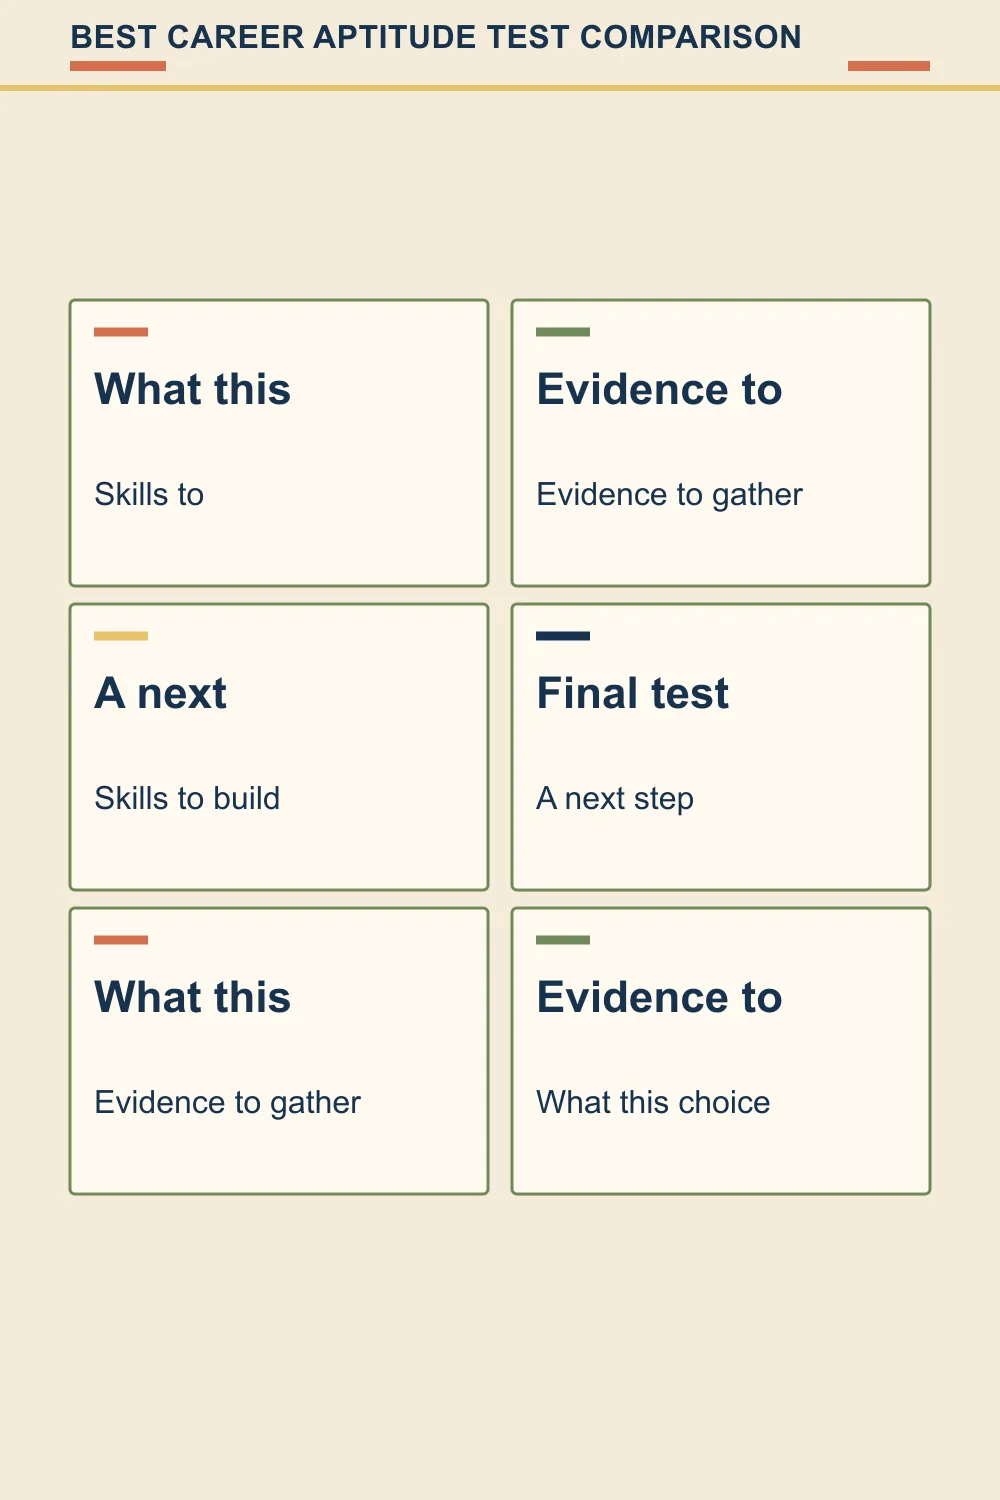 BEST CAREER APTITUDE TEST COMPARISON
What this
Skills to
Evidence to
Evidence to gather
A next
Skills to build
Final test
A next step
What this
Evidence to gather
Evidence to
What this choice